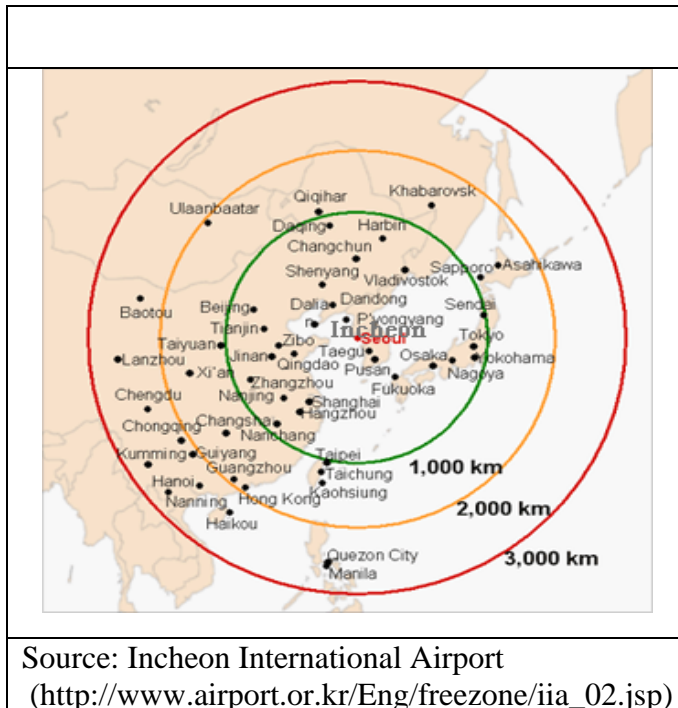 Khabarovsk
Qiqihar
Ulaanbaatar
Daqing
Harbin
Changchun
Shenyang
Vladivostok
Sapporo
Asahikawa
Baotou
Beijing
Dalia
n
Dandong
Sendai
P'yongyang
Tianjin
Incheon
Seoul
Tokyo
Taiyuan
Zibo
Taegu
Osaka
Yokohama
Lanzhou
Jinan
Qingdao
Pusan
Nagoya
Xi'an
Zhangzhou
Fukuoka
Chengdu
Nanjing
Shanghai
Hangzhou
Chongqing
Changsha
Nanchang
Kumming
Guiyang
Taipei
1,000 km
Guangzhou
Taichung
Hanoi
Kaohsiung
Nanning
Hong Kong
2,000 km
Haikou
Quezon City
3,000 km
Manila
Source: Incheon International Airport
(http://www.airport.or.kr/Eng/freezone/iia_02.jsp)